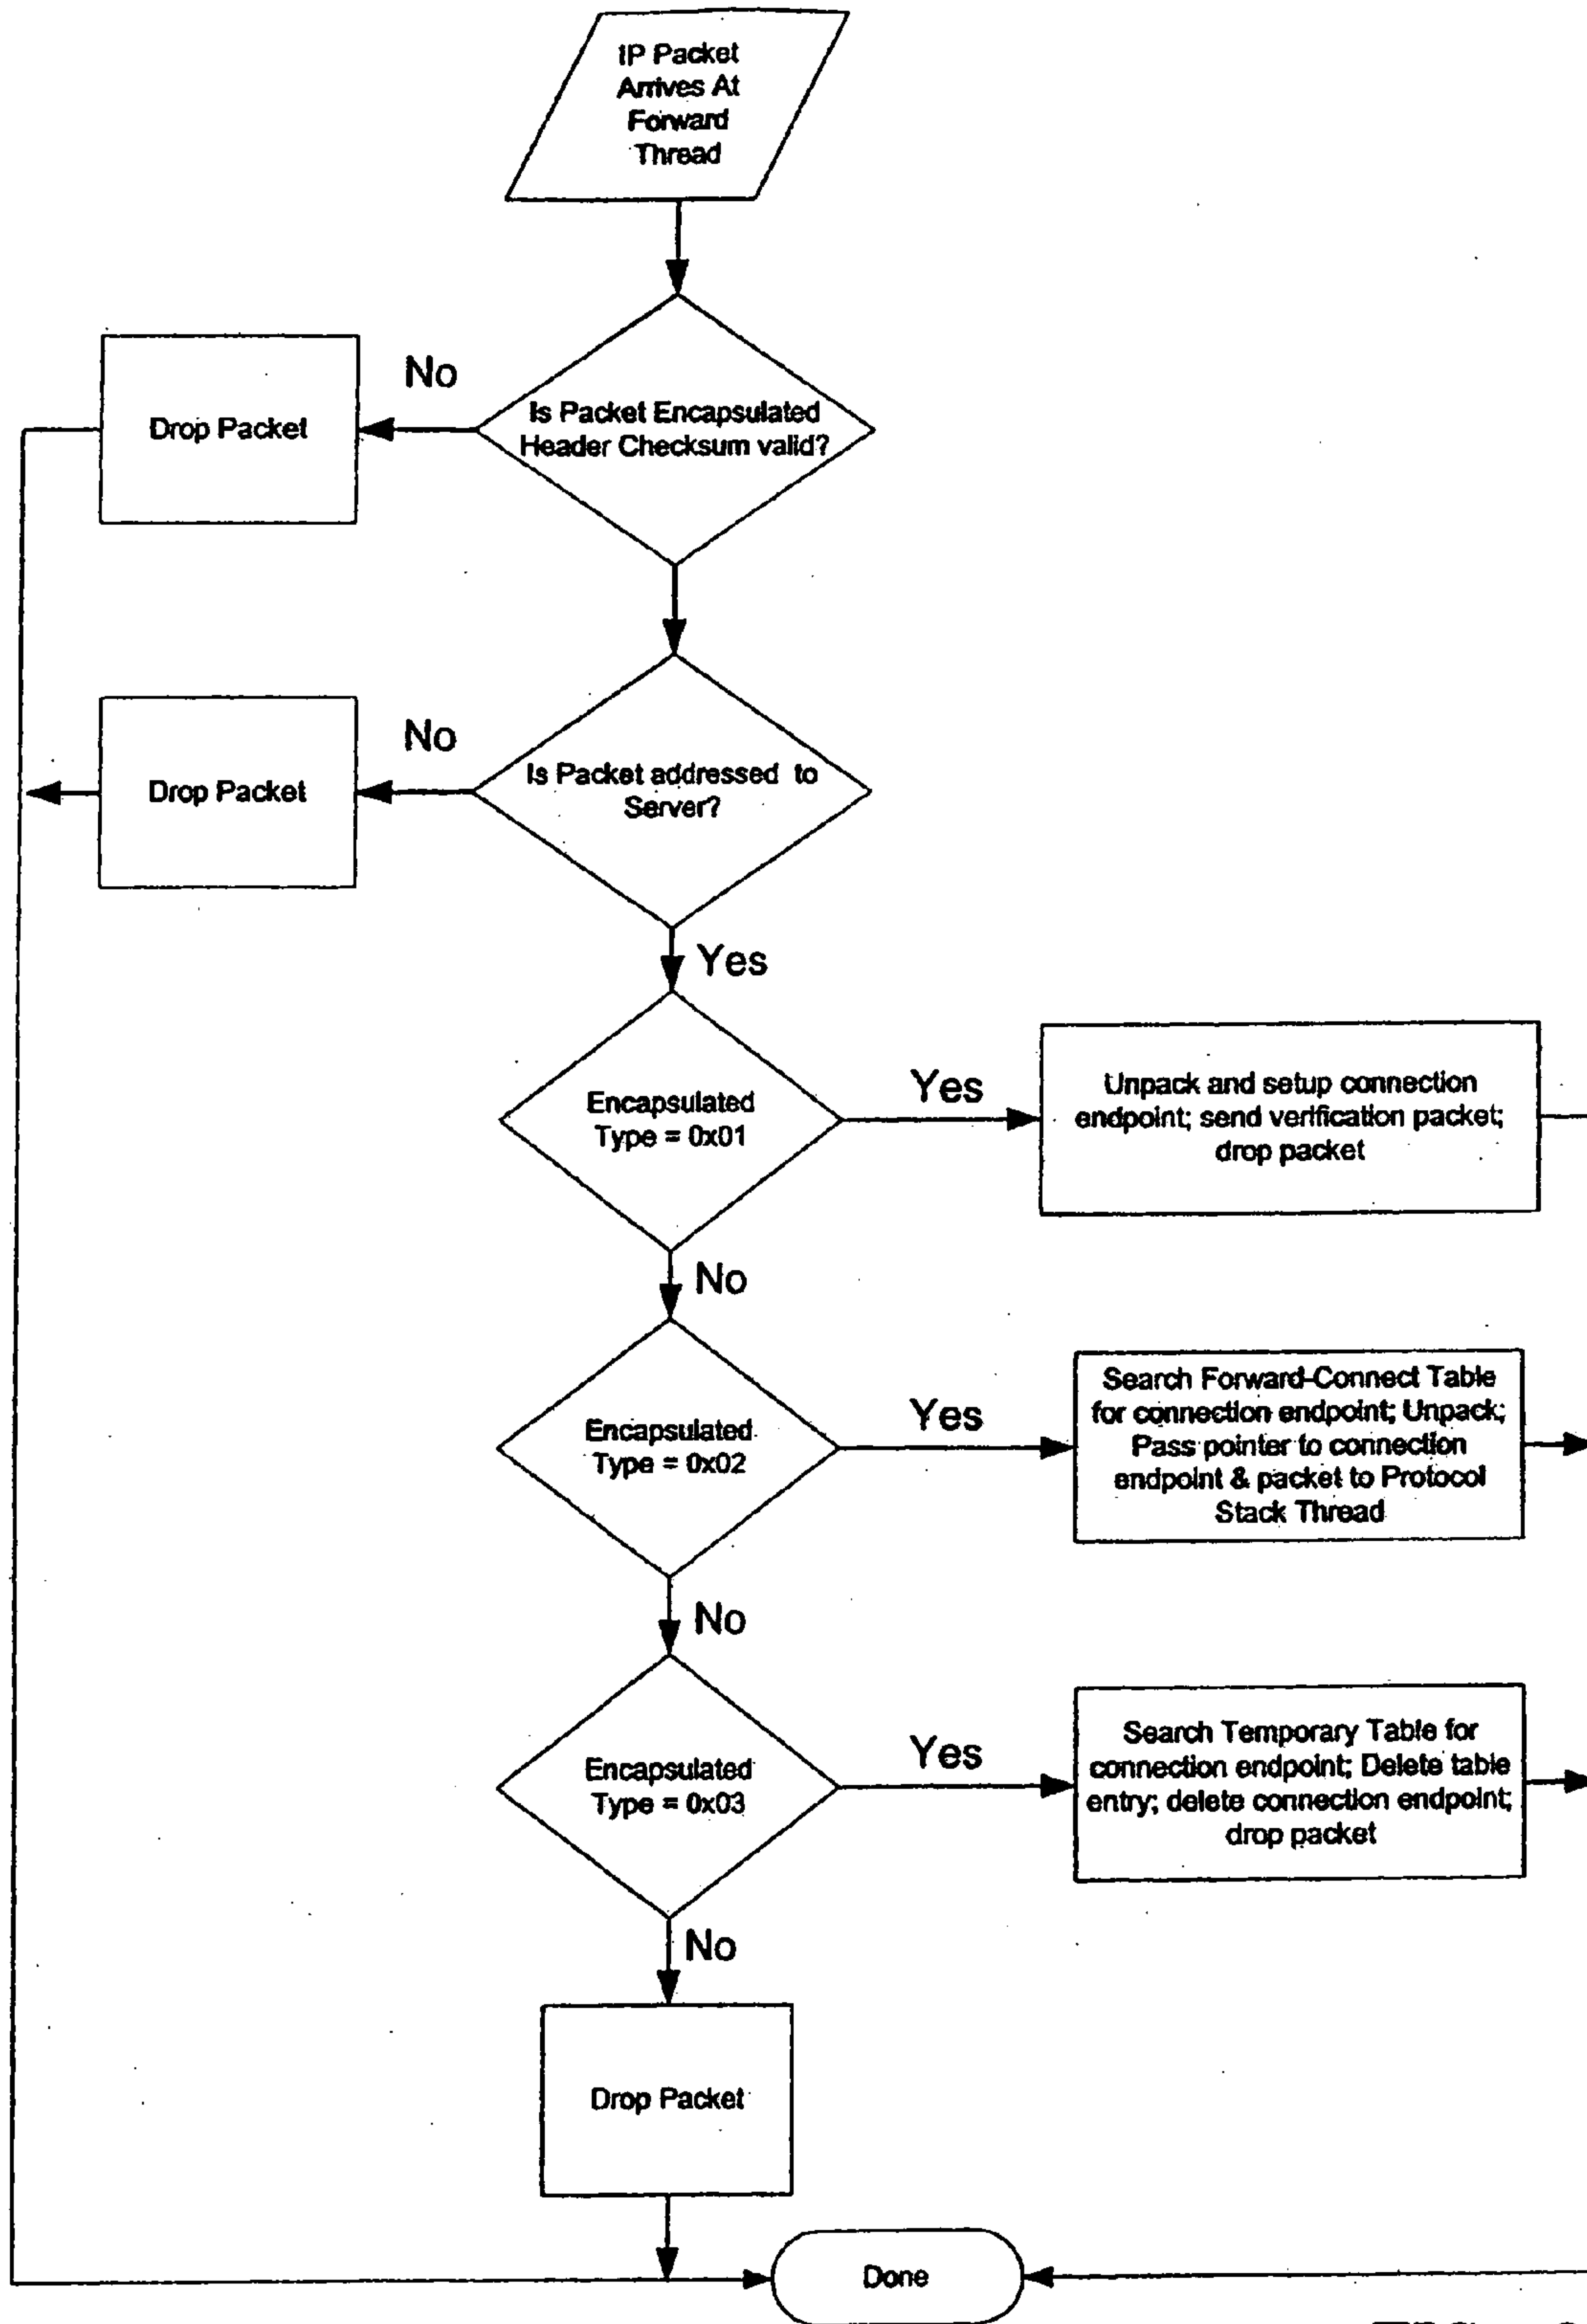 IP Packet
Arrives At
Forward
Thread
No
Drop Packet
Is Packet Encapsulated
Header Checksum valid?
No
Drop Packet
Is Packet addressed to
Server?
Yes
Encapsulated
Type = 0x01
Yes
Unpack and setup connection
endpoint; send verification packet;
drop packet
No
Encapsulated
Type = 0x02
Yes
Search Forward-Connect Table
for connection endpoint; Unpack;
Pass pointer to connection
endpoint & packet to Protocol
Stack Thread
No
Encapsulated
Type = 0x03
Yes
Search Temporary Table for
connection endpoint; Delete table
entry; delete connection endpoint;
drop packet
No
Drop Packet
Done